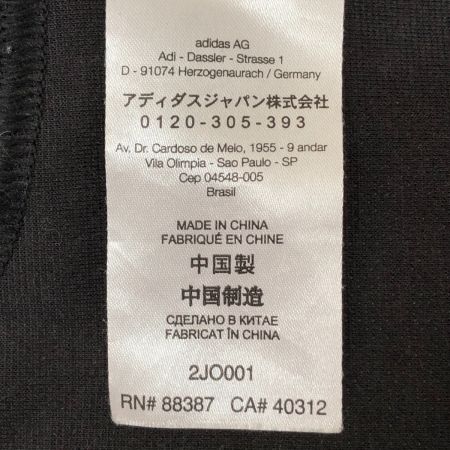 adidas AG
Adi - Dassler - Strasse 1
D - 91074 Herzogenaurach / Germany
アディダスジャパン株式会社
0120-305-393
Av. Dr. Cardoso de Melo, 1955 - 9 andar
Vila Olimpia - Sao Paulo - SP
Cep 04548-005
Brasil
MADE IN CHINA
FABRIQUÉ EN CHINE
中国製
中国制造
СДЕЛАНО В КИТАЕ
FABRICAT ÎN CHINA
2JO001
RN# 88387 CA# 40312